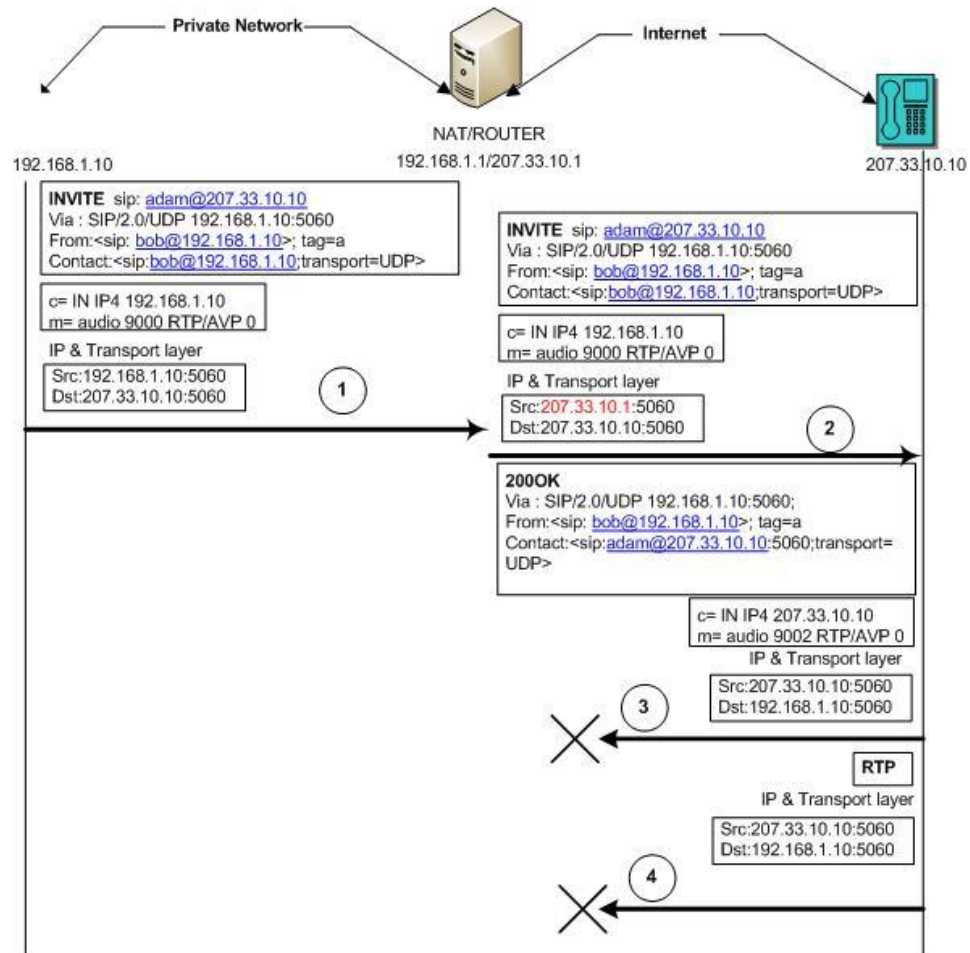 Private Network
Internet
NAT/ROUTER
192.168.1.1/207.33.10.1
192.168.1.10
207.33.10.10
INVITE sip: adam@207.33.10.10
Via : SIP/2.0/UDP 192.168.1.10:5060
From:<sip: bob@192.168.1.10>; tag=a
Contact:<sip:bob@192.168.1.10;transport=UDP>
c= IN IP4 192.168.1.10
m= audio 9000 RTP/AVP 0
IP & Transport layer
Src:192.168.1.10:5060
Dst:207.33.10.10:5060
1
INVITE sip: adam@207.33.10.10
Via : SIP/2.0/UDP 192.168.1.10:5060
From:<sip: bob@192.168.1.10>; tag=a
Contact:<sip:bob@192.168.1.10;transport=UDP>
c= IN IP4 192.168.1.10
m= audio 9000 RTP/AVP 0
IP & Transport layer
Src:207.33.10.1:5060
Dst:207.33.10.10:5060
2
200OK
Via : SIP/2.0/UDP 192.168.1.10:5060;
From:<sip: bob@192.168.1.10>; tag=a
Contact:<sip:adam@207.33.10.10:5060;transport=
UDP>
c= IN IP4 207.33.10.10
m= audio 9002 RTP/AVP 0
IP & Transport layer
Src:207.33.10.10:5060
Dst:192.168.1.10:5060
3
RTP
IP & Transport layer
Src:207.33.10.10:5060
Dst:192.168.1.10:5060
4